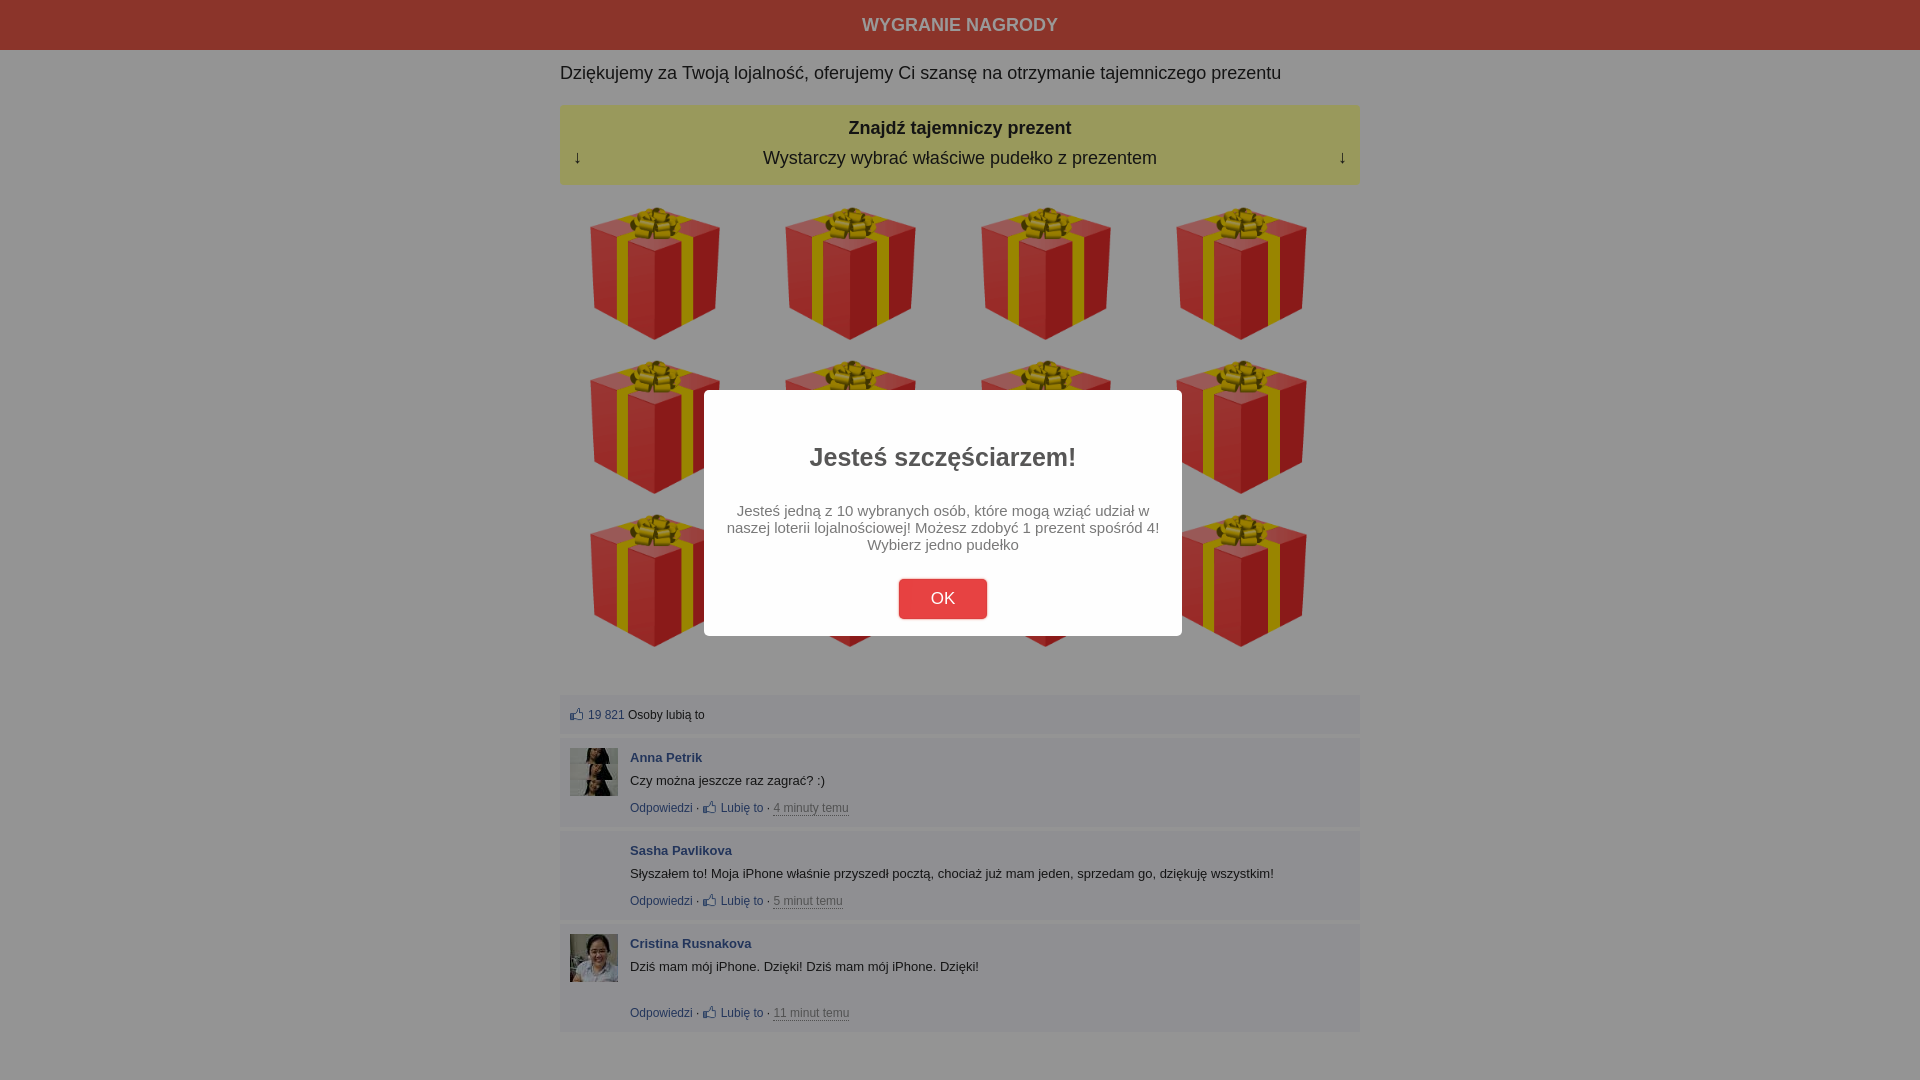 WYGRANIE NAGRODY
Dziękujemy za Twoją lojalność, oferujemy Ci szansę na otrzymanie tajemniczego prezentu
Znajdź tajemniczy prezent
↓ Wystarczy wybrać właściwe pudełko z prezentem ↓
Jesteś szczęściarzem!
Jesteś jedną z 10 wybranych osób, które mogą wziąć udział w
naszej loterii lojalnościowej! Możesz zdobyć 1 prezent spośród 4!
Wybierz jedno pudełko
OK
19 821 Osoby lubią to
Anna Petrik
Czy można jeszcze raz zagrać? :)
Odpowiedzi · Lubię to · 4 minuty temu
Sasha Pavlikova
Słyszałem to! Moja iPhone właśnie przyszedł pocztą, chociaż już mam jeden, sprzedam go, dziękuję wszystkim!
Odpowiedzi · Lubię to · 5 minut temu
Cristina Rusnakova
Dziś mam mój iPhone. Dzięki! Dziś mam mój iPhone. Dzięki!
Odpowiedzi · Lubię to · 11 minut temu